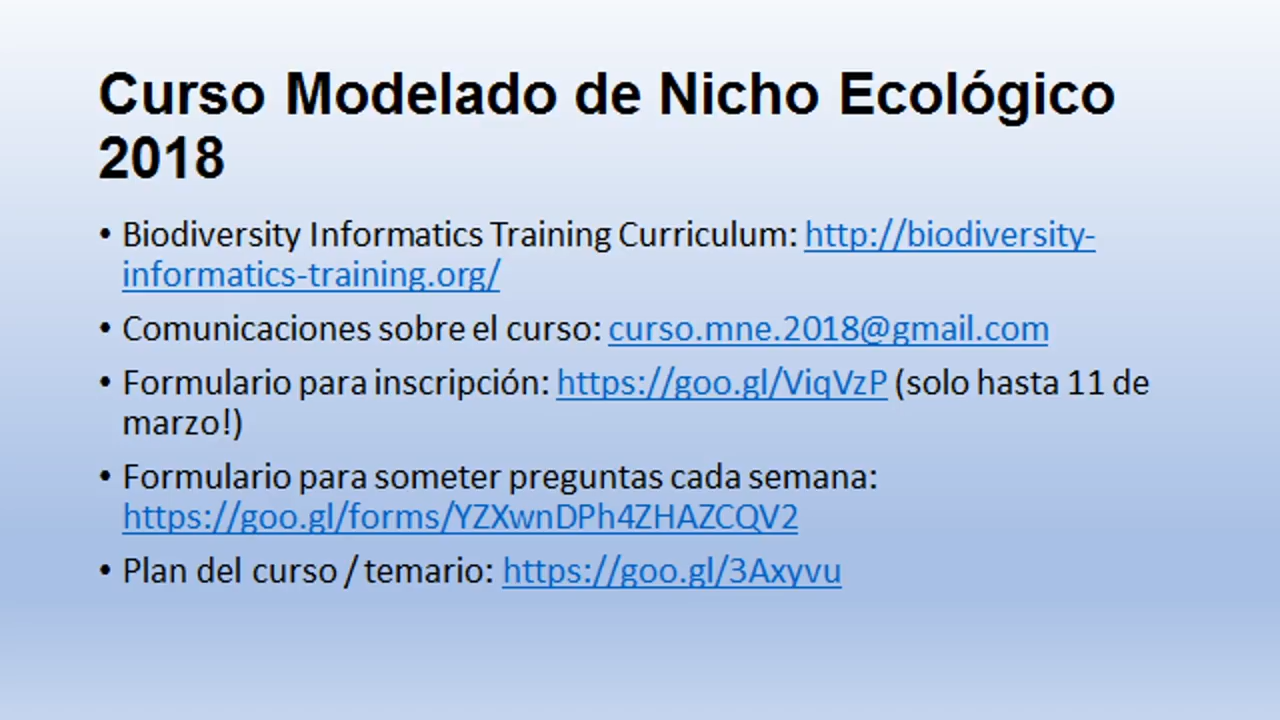 Curso Modelado de Nicho Ecológico
2018
• Biodiversity Informatics Training Curriculum: http://biodiversity-
informatics-training.org/
• Comunicaciones sobre el curso: curso.mne.2018@gmail.com
• Formulario para inscripción: https://goo.gl/ViqVzP (solo hasta 11 de
marzo!)
• Formulario para someter preguntas cada semana:
https://goo.gl/forms/YZXwnDPh4ZHAZCQV2
• Plan del curso / temario: https://goo.gl/3Axyvu